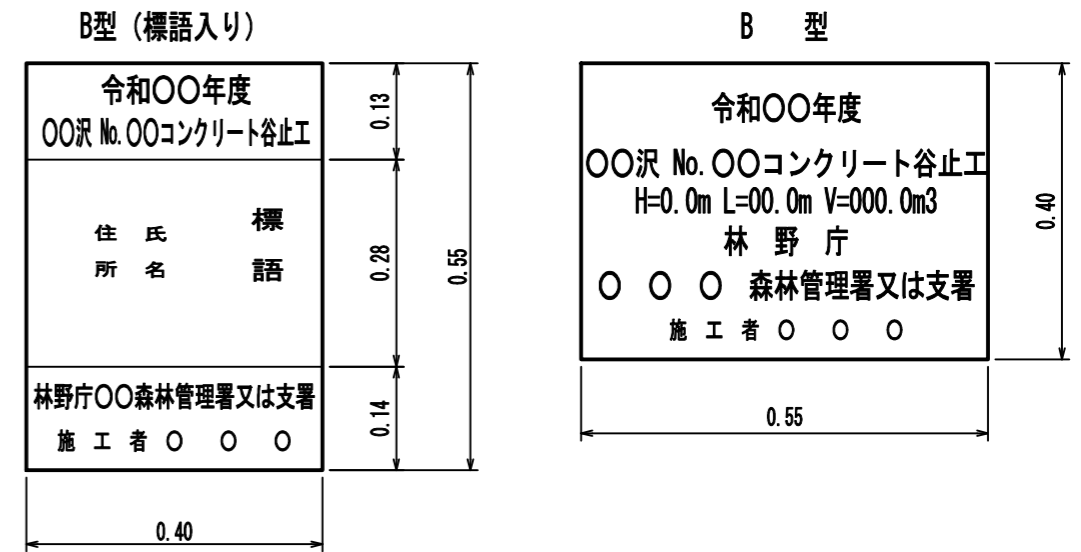 B型（標語入り）
令和〇〇年度
〇〇沢 No.〇〇コンクリート谷止工
標語
氏名
住所
林野庁〇〇森林管理署又は支署
施 工 者 〇 〇 〇
0.13
0.28
0.14
0.55
0.40
B 型
令和〇〇年度
〇〇沢 No.〇〇コンクリート谷止工
H=0.0m L=00.0m V=000.0m3
林 野 庁
〇 〇 〇 森林管理署又は支署
施 工 者 〇 〇 〇
0.40
0.55